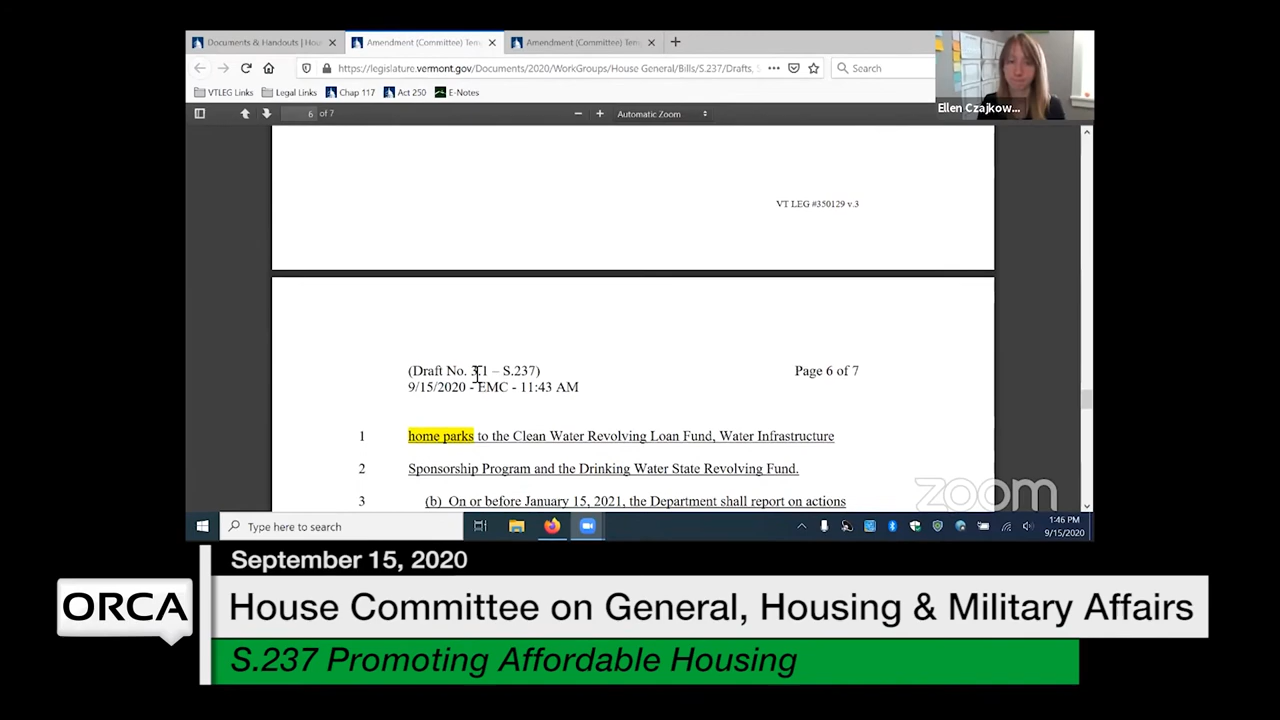 Documents & Handouts | Hou
Amendment (Committee) Tem
Amendment (Committee) Tem
https://legislature.vermont.gov/Documents/2020/WorkGroups/House General/Bills/S.237/Drafts,
Search
VTLEG Links
Legal Links
Chap 117
Act 250
E-Notes
Ellen Czajkow...
6 of 7
Automatic Zoom
VT LEG #350129 v.3
(Draft No. 3.1 – S.237) Page 6 of 7
9/15/2020 - EMC - 11:43 AM
1 home parks to the Clean Water Revolving Loan Fund, Water Infrastructure
2 Sponsorship Program and the Drinking Water State Revolving Fund.
3 (b) On or before January 15, 2021, the Department shall report on actions
zoom
Type here to search
1:46 PM
9/15/2020
September 15, 2020
ORCA
House Committee on General, Housing & Military Affairs
S.237 Promoting Affordable Housing